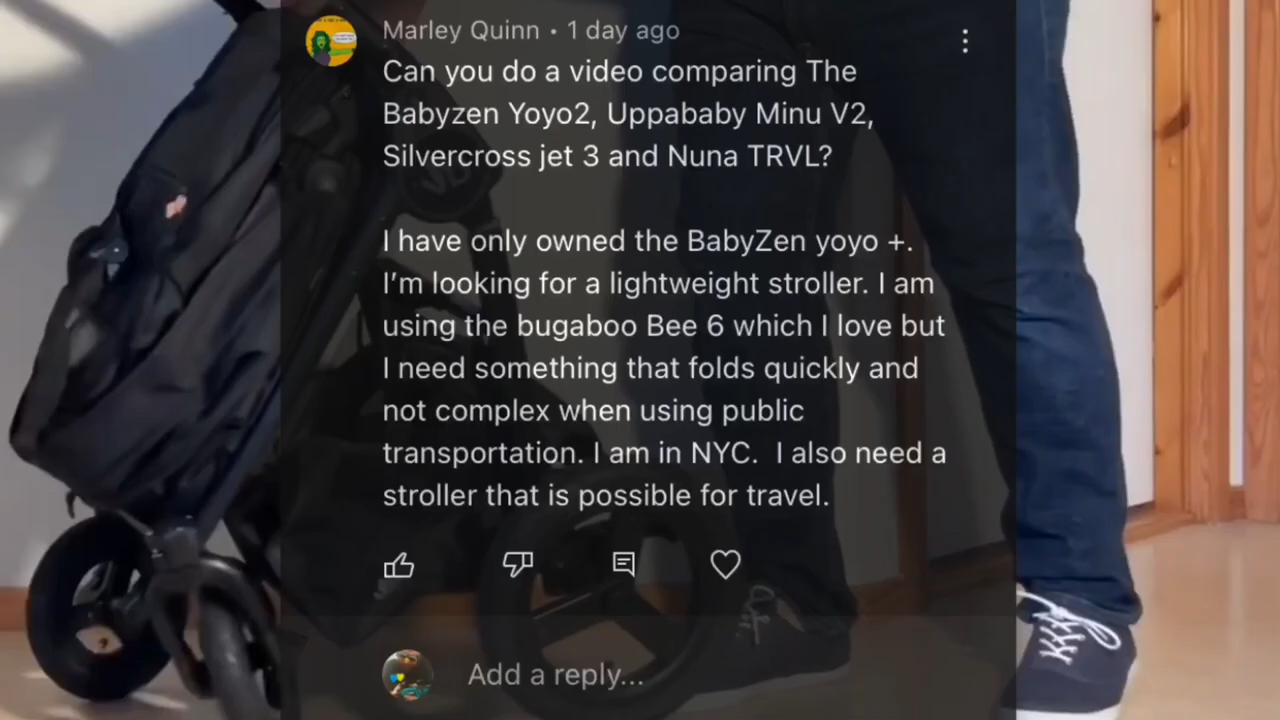 Marley Quinn • 1 day ago
Can you do a video comparing The
Babyzen Yoyo2, Uppababy Minu V2,
Silvercross jet 3 and Nuna TRVL?
I have only owned the BabyZen yoyo +.
I’m looking for a lightweight stroller. I am
using the bugaboo Bee 6 which I love but
I need something that folds quickly and
not complex when using public
transportation. I am in NYC.  I also need a
stroller that is possible for travel.
Add a reply...